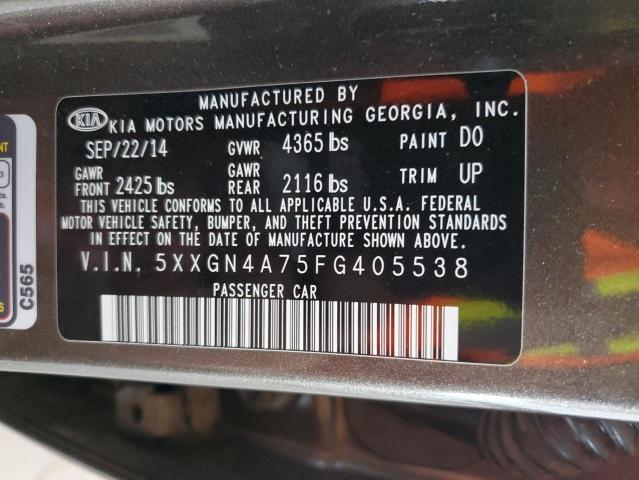 MANUFACTURED BY
KIA KIA MOTORS MANUFACTURING GEORGIA, INC.
SEP/22/14 GVWR 4365 lbs PAINT DO
GAWR FRONT 2425 lbs GAWR REAR 2116 lbs TRIM UP
THIS VEHICLE CONFORMS TO ALL APPLICABLE U.S.A. FEDERAL
MOTOR VEHICLE SAFETY, BUMPER, AND THEFT PREVENTION STANDARDS
IN EFFECT ON THE DATE OF MANUFACTURE SHOWN ABOVE.
V.I.N. 5XXGN4A75FG405538
PASSENGER CAR
C565